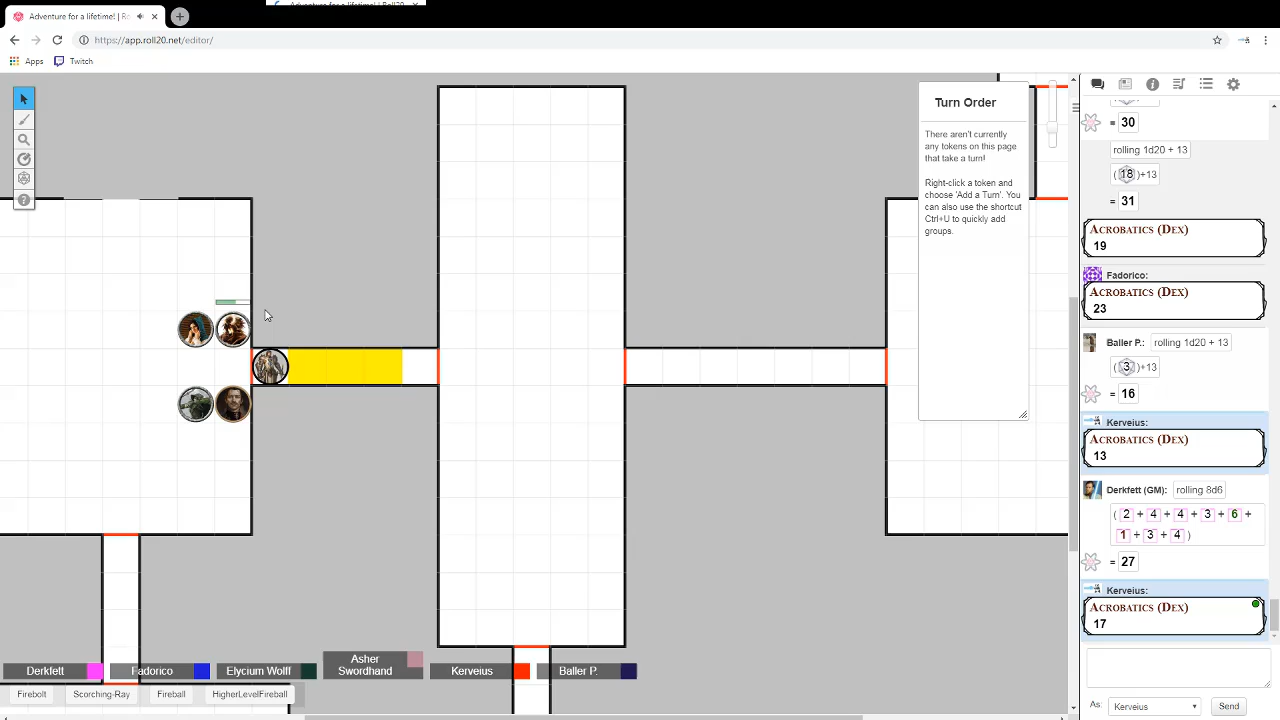 Adventure for a lifetime! | Ro
Adventure for a lifetime! | Roll20
https://app.roll20.net/editor/
Apps
Twitch
Turn Order
There aren't currently
any tokens on this page
that take a turn!
Right-click a token and
choose 'Add a Turn'. You
can also use the shortcut
Ctrl+U to quickly add
groups.
= 30
rolling 1d20 + 13
(18)+13
= 31
Acrobatics (Dex)
19
Fadorico:
Acrobatics (Dex)
23
Baller P.: rolling 1d20 + 13
(3)+13
= 16
Kerveius:
Acrobatics (Dex)
13
Derkfett (GM): rolling 8d6
(2 + 4 + 4 + 3 + 6 +
1 + 3 + 4)
= 27
Kerveius:
Acrobatics (Dex)
17
As: Kerveius Send
Derkfett
Fadorico
Elycium Wolff
Asher
Swordhand
Kerveius
Baller P.
Firebolt
Scorching-Ray
Fireball
HigherLevelFireball